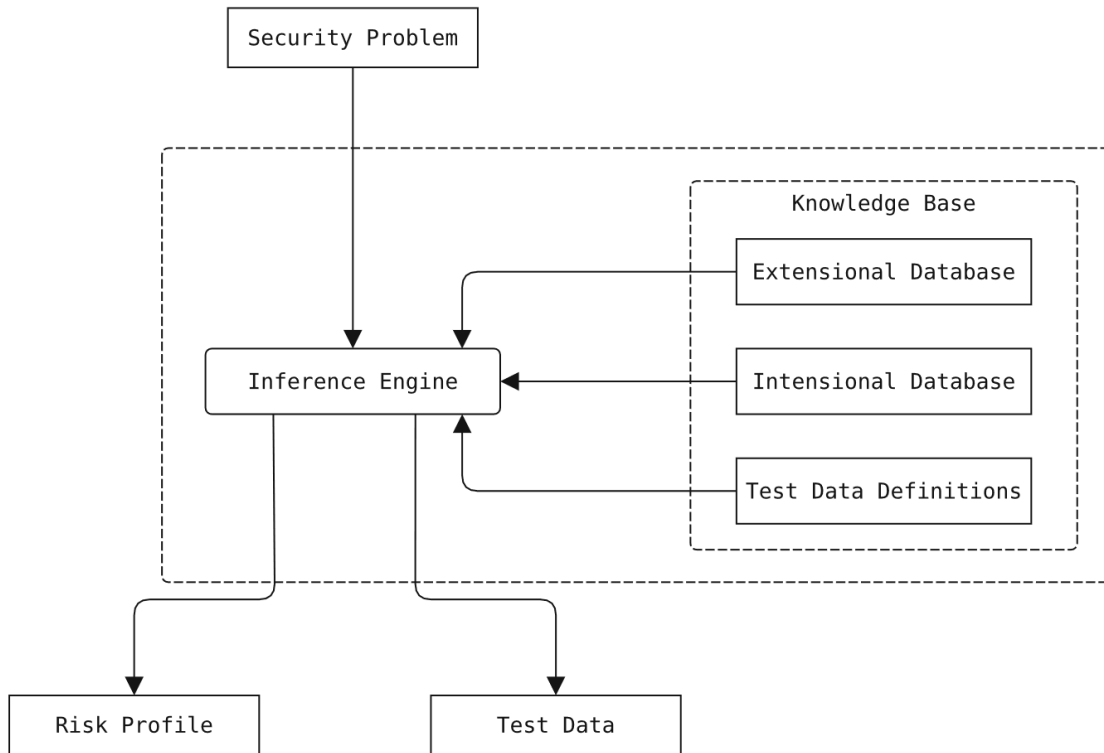 Security Problem
Knowledge Base
Extensional Database
Inference Engine
Intensional Database
Test Data Definitions
Risk Profile
Test Data